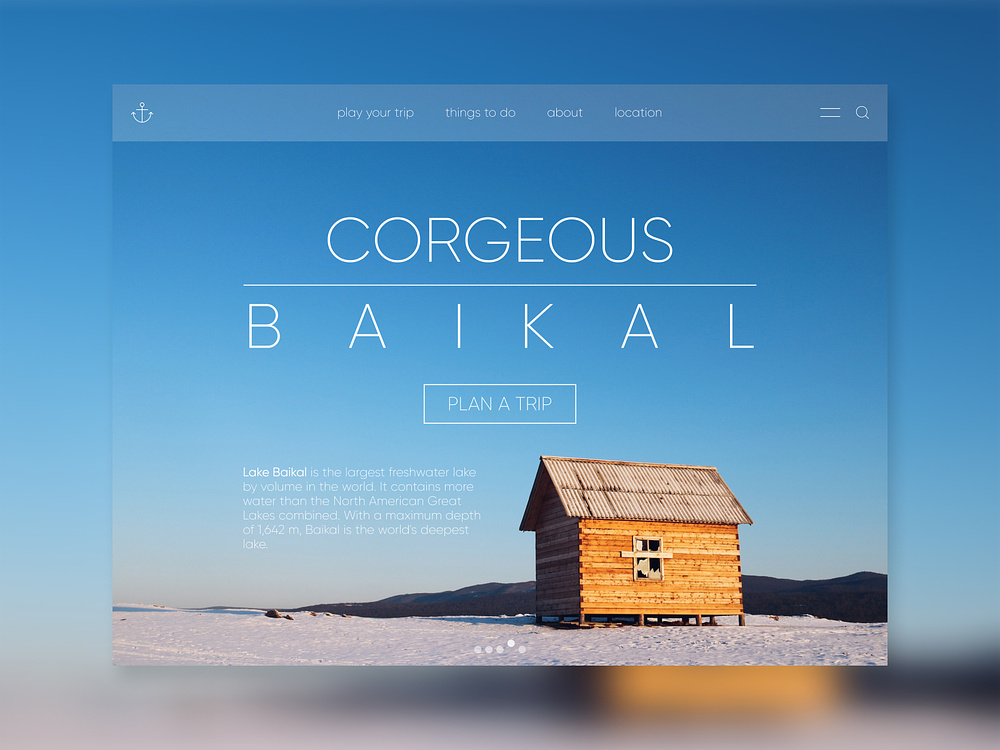 play your trip things to do about location
CORGEOUS
BAIKAL
PLAN A TRIP
Lake Baikal is the largest freshwater lake
by volume in the world. It contains more
water than the North American Great
Lakes combined. With a maximum depth
of 1,642 m, Baikal is the world's deepest
lake.